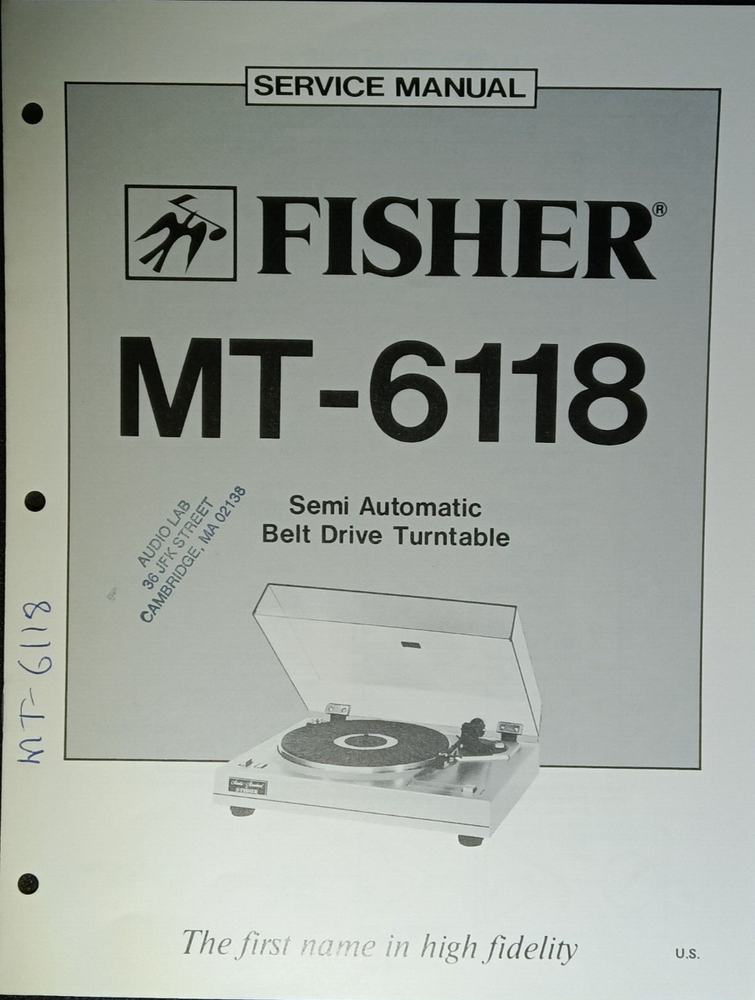 SERVICE MANUAL
FISHER®
MT-6118
Semi Automatic
Belt Drive Turntable
AUDIO LAB
36 JFK STREET
CAMBRIDGE, MA 02138
MT-6118
FISHER
The first name in high fidelity
U.S.